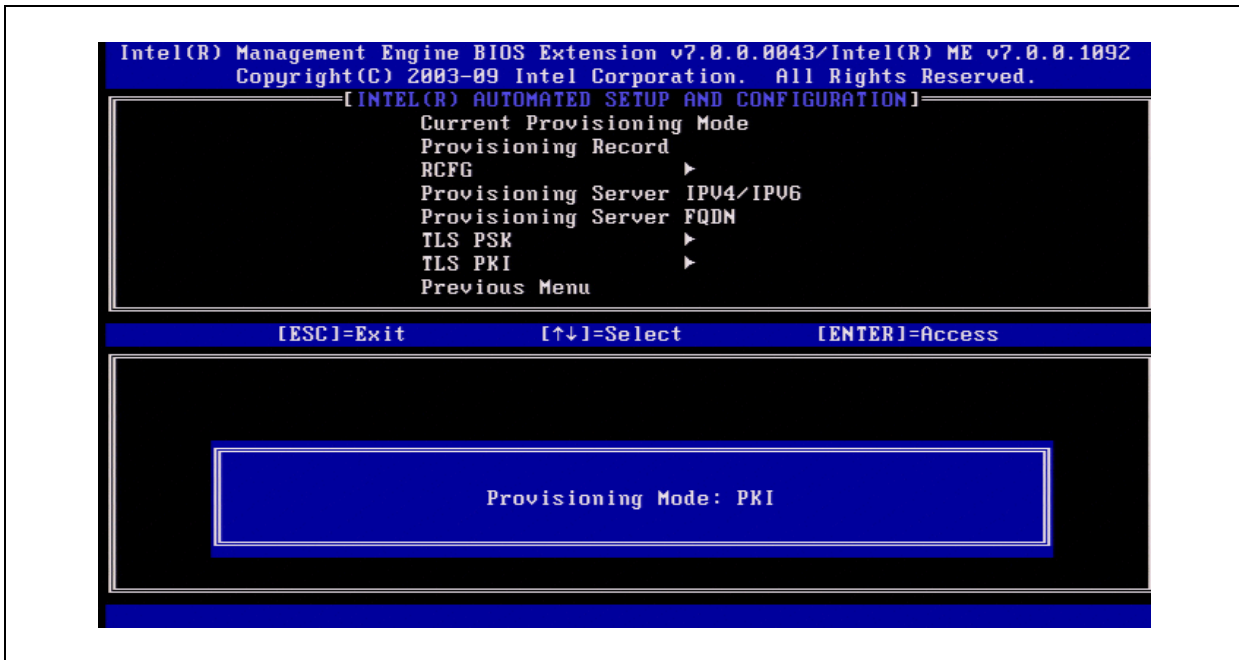 Intel(R) Management Engine BIOS Extension v7.0.0.0043/Intel(R) ME v7.0.0.1092
Copyright(C) 2003-09 Intel Corporation. All Rights Reserved.
[INTEL(R) AUTOMATED SETUP AND CONFIGURATION]
Current Provisioning Mode
Provisioning Record
RCFG ►
Provisioning Server IPV4/IPV6
Provisioning Server FQDN
TLS PSK ►
TLS PKI ►
Previous Menu
[ESC]=Exit [↑↓]=Select [ENTER]=Access
Provisioning Mode: PKI